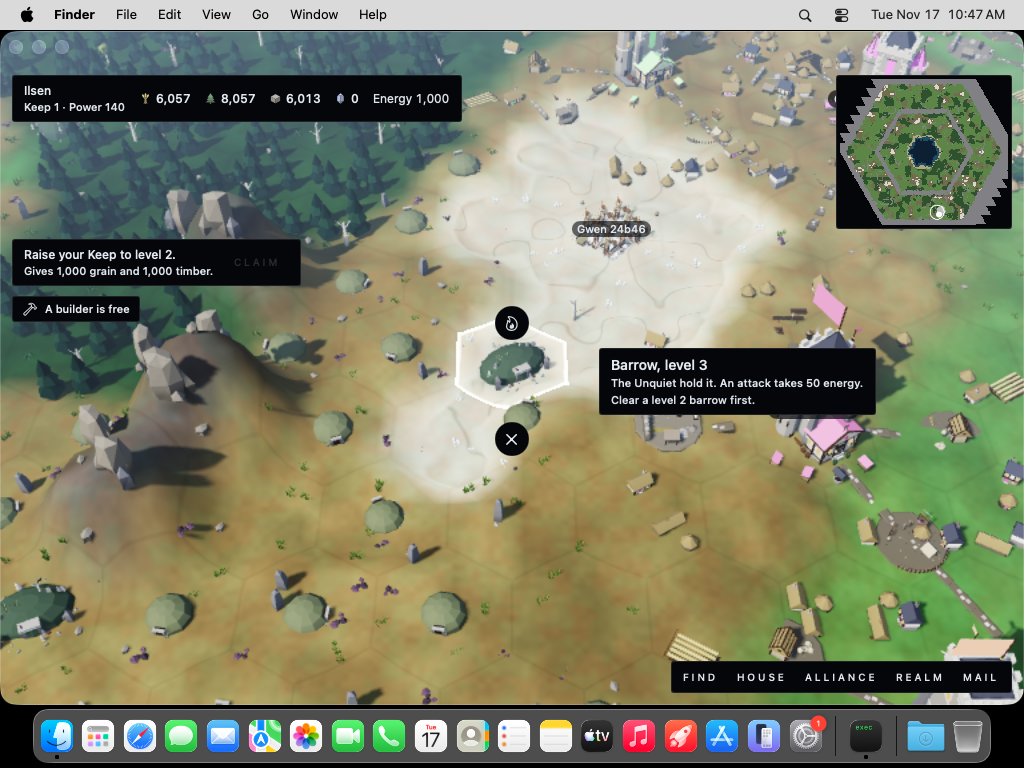 Finder File Edit View Go Window Help Tue Nov 17 10:47 AM
Ilsen
Keep 1 · Power 140
6,057 8,057 6,013 0 Energy 1,000
Raise your Keep to level 2.
Gives 1,000 grain and 1,000 timber.
CLAIM
A builder is free
Gwen 24b46
Barrow, level 3
The Unquiet hold it. An attack takes 50 energy.
Clear a level 2 barrow first.
FIND HOUSE ALLIANCE REALM MAIL
Tue
17
tv
1
exec